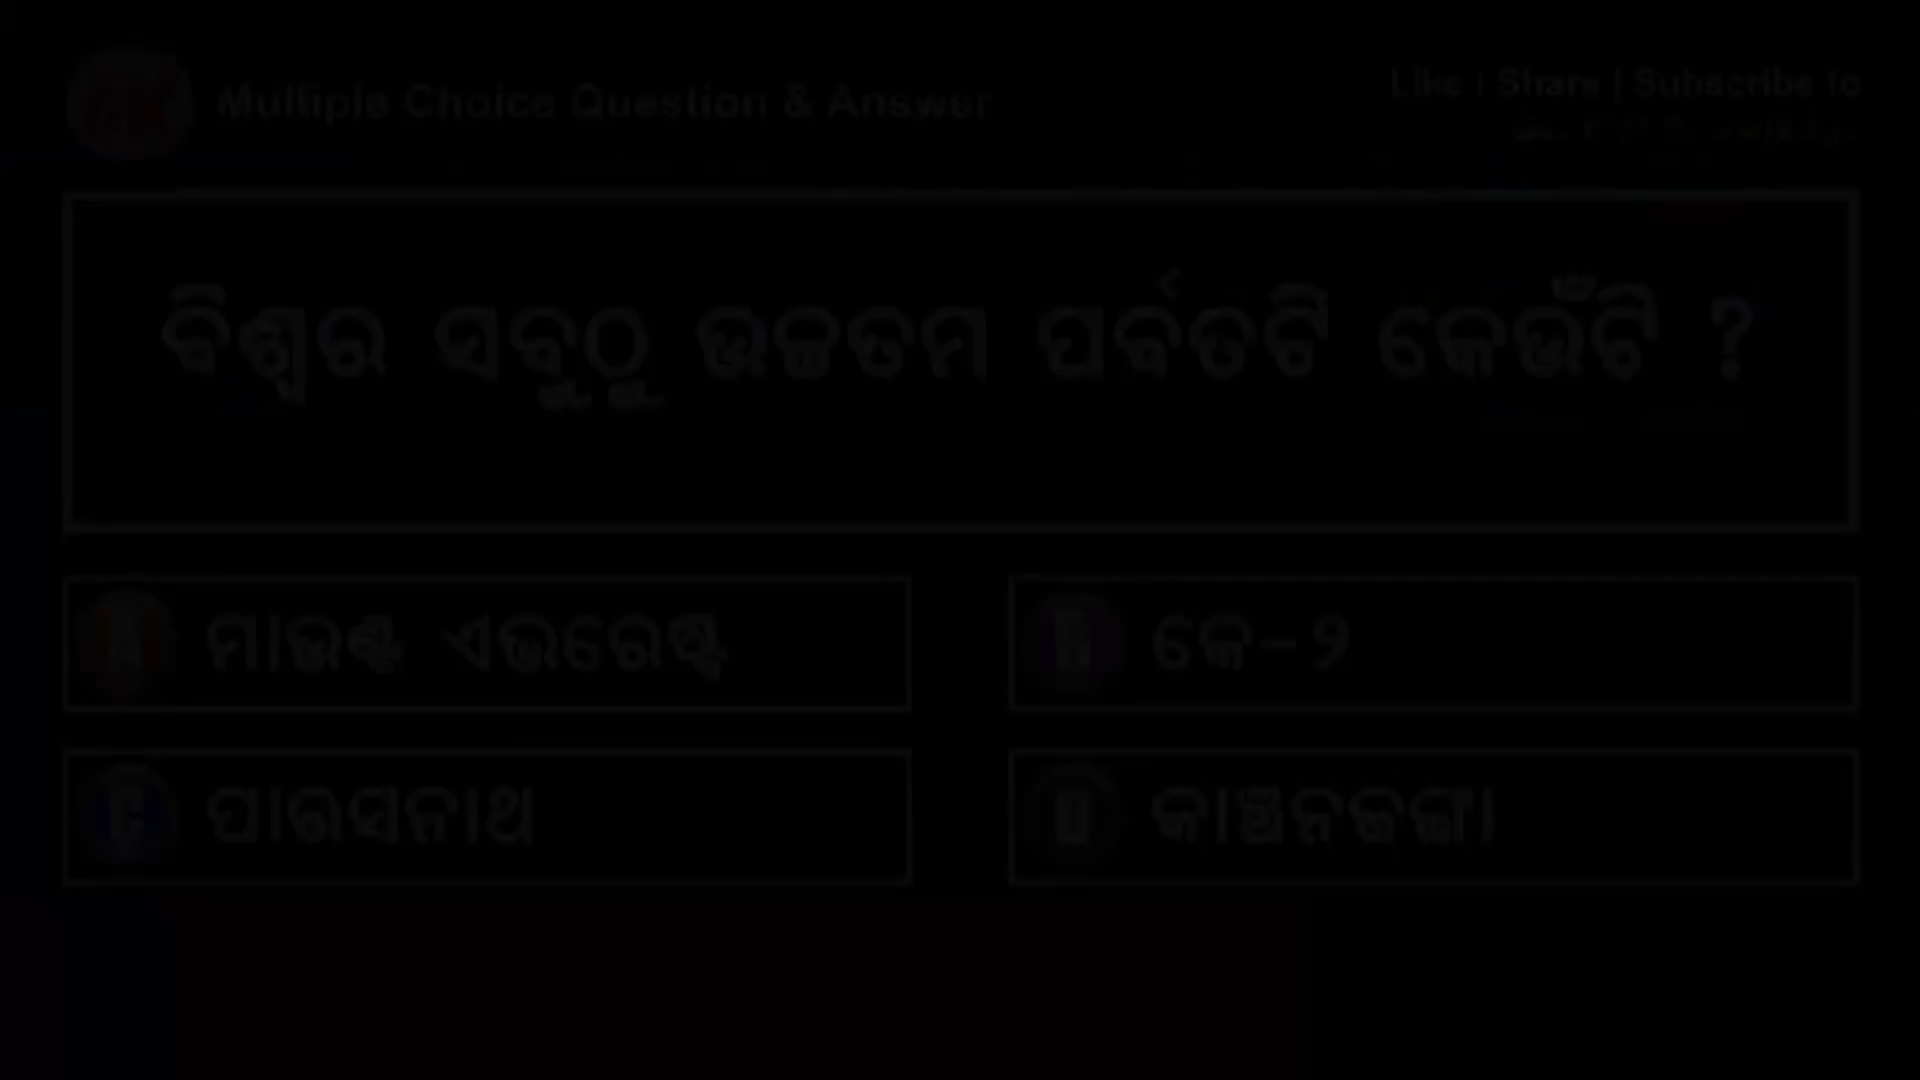 Multiple Choice Question & Answer
Like | Share | Subscribe to
ବିଶ୍ୱର ସବୁଠୁ ଉଚ୍ଚତମ ପର୍ବତଟି କେଉଁଟି ?
A ମାଉଣ୍ଟ ଏଭରେଷ୍ଟ
B କେ-୨
C ପାରସନାଥ
D କାଞ୍ଚନଜଙ୍ଘା